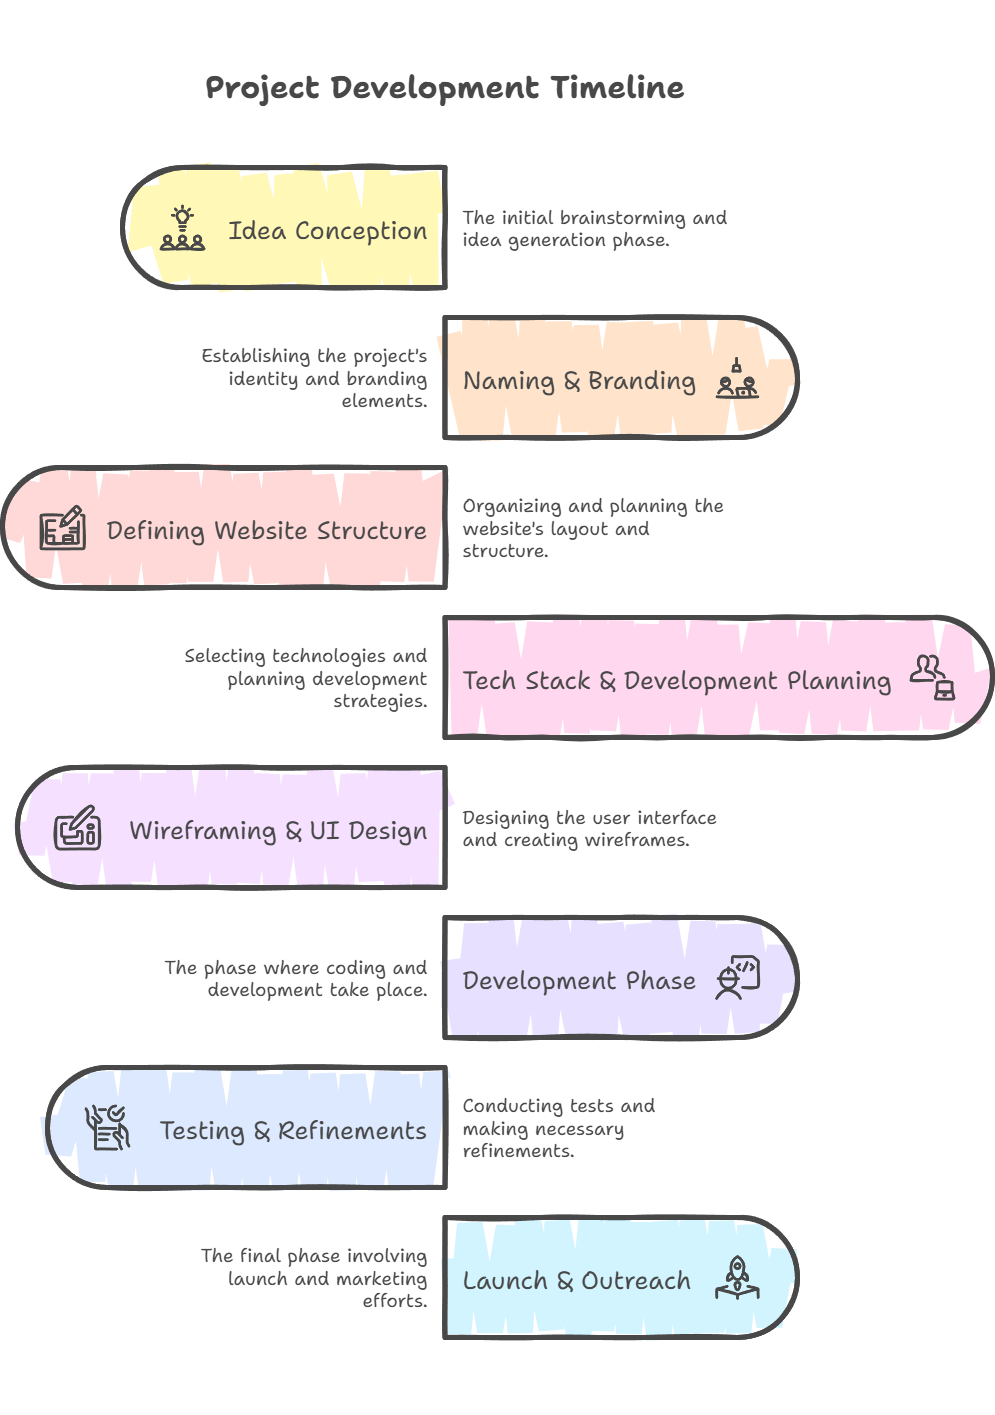 Project Development Timeline
Idea Conception
The initial brainstorming and
idea generation phase.
Establishing the project's
identity and branding
elements.
Naming & Branding
Defining Website Structure
Organizing and planning the
website's layout and
structure.
Selecting technologies and
planning development
strategies.
Tech Stack & Development Planning
Wireframing & UI Design
Designing the user interface
and creating wireframes.
The phase where coding and
development take place.
Development Phase
Testing & Refinements
Conducting tests and
making necessary
refinements.
The final phase involving
launch and marketing
efforts.
Launch & Outreach